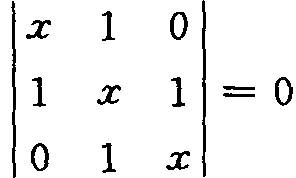 x 1 0
1 x 1 = 0
0 1 x